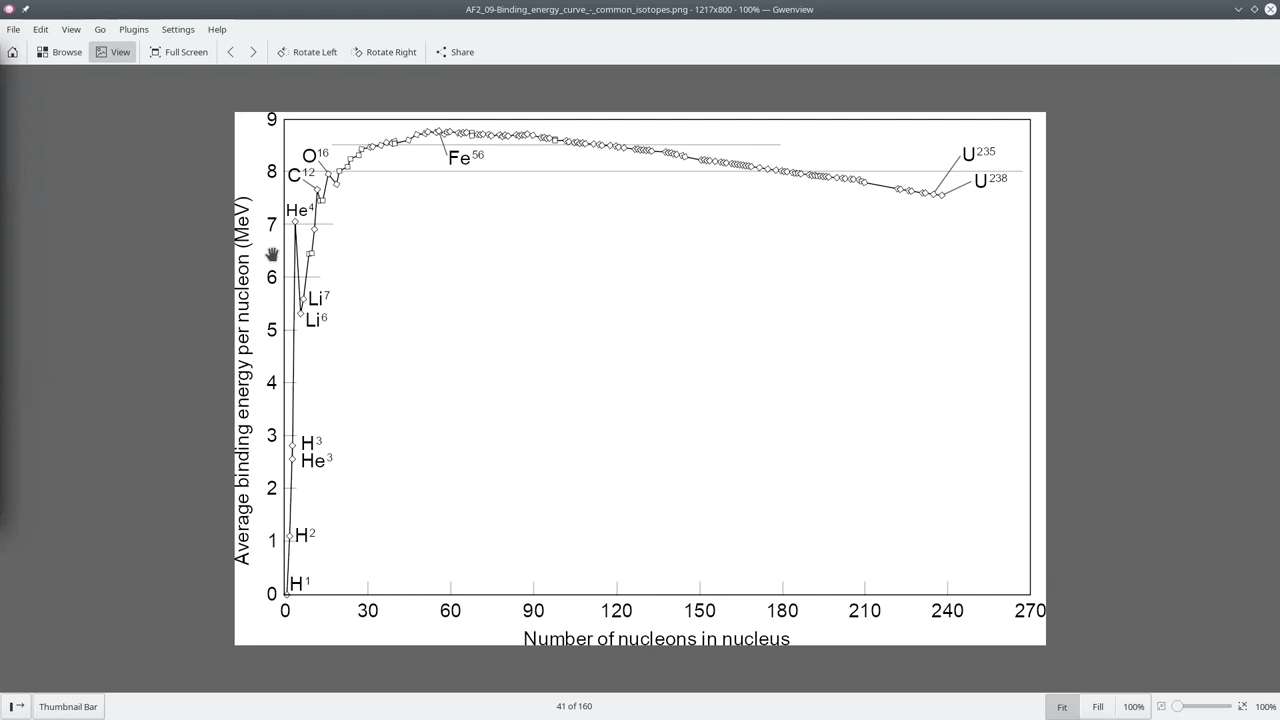 AF2_09-Binding_energy_curve_-_common_isotopes.png - 1217x800 - 100% — Gwenview
File Edit View Go Plugins Settings Help
Browse View Full Screen Rotate Left Rotate Right Share
Average binding energy per nucleon (MeV)
9
8
7
6
5
4
3
2
1
0
O¹⁶
C¹²
He⁴
Fe⁵⁶
U²³⁵
U²³⁸
Li⁷
Li⁶
H³
He³
H²
H¹
0 30 60 90 120 150 180 210 240 270
Number of nucleons in nucleus
Thumbnail Bar 41 of 160 Fit Fill 100% 100%